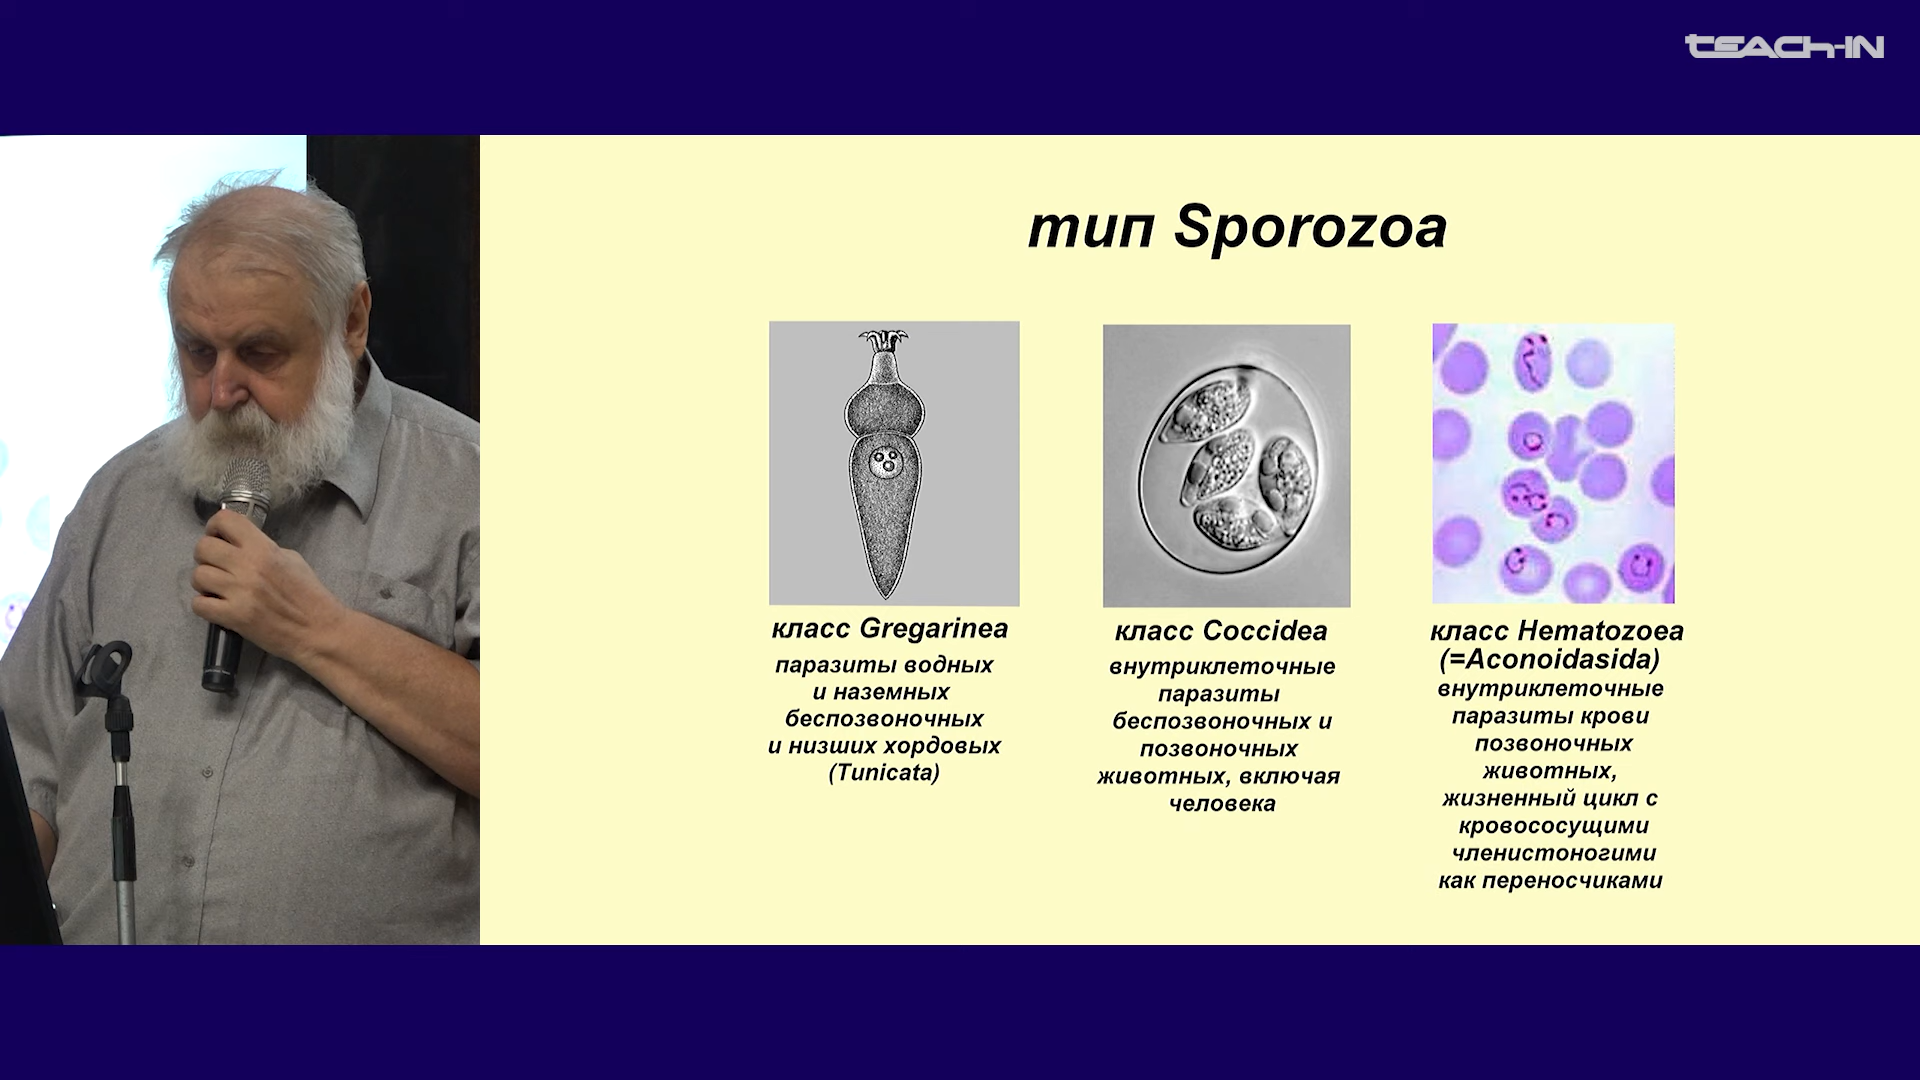 TEACH-IN
тип Sporozoa
класс Gregarinea
паразиты водных
и наземных
беспозвоночных
и низших хордовых
(Tunicata)
класс Coccidea
внутриклеточные
паразиты
беспозвоночных и
позвоночных
животных, включая
человека
класс Hematozoea
(=Aconoidasida)
внутриклеточные
паразиты крови
позвоночных
животных,
жизненный цикл с
кровососущими
членистоногими
как переносчиками